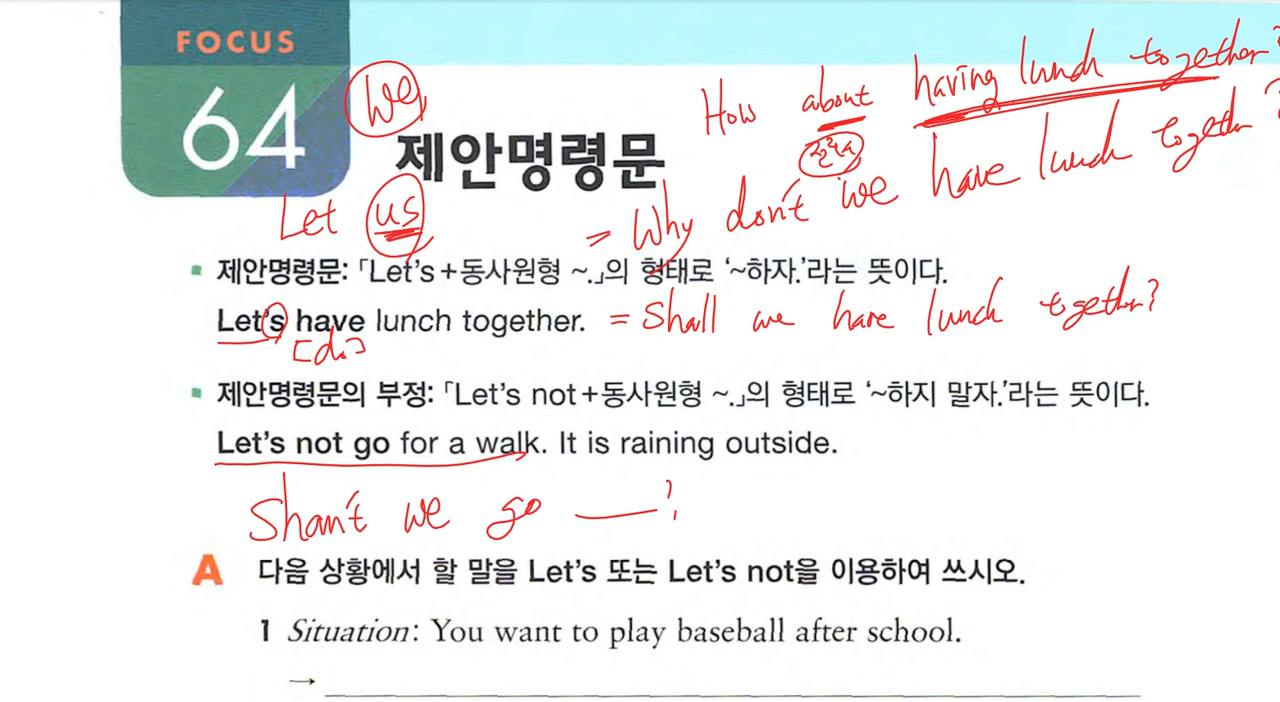 FOCUS
64
We
제안명령문
How about having lunch together?
전치사
Let us
= Why don't we have lunch together?
▪ 제안명령문: 「Let's+동사원형 ~.」의 형태로 '~하자.'라는 뜻이다.
Let's have lunch together. = Shall we have lunch together?
[do]
▪ 제안명령문의 부정: 「Let's not+동사원형 ~.」의 형태로 '~하지 말자.'라는 뜻이다.
Let's not go for a walk. It is raining outside.
Shan't we go ―?
A 다음 상황에서 할 말을 Let's 또는 Let's not을 이용하여 쓰시오.
1 Situation: You want to play baseball after school.
→